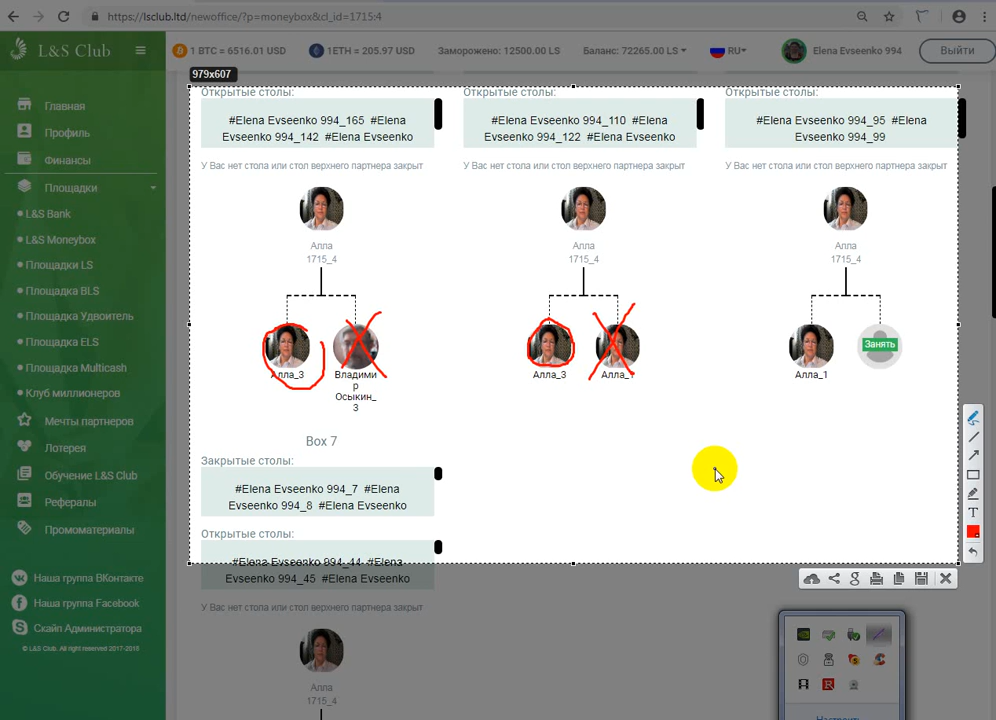 https://lsclub.ltd/newoffice/?p=moneybox&cl_id=1715:4
L&S Club
1 BTC = 6516.01 USD
1ETH = 205.97 USD
Заморожено: 12500.00 LS
Баланс: 72265.00 LS
RU
Elena Evseenko 994
Выйти
979x607
Главная
Профиль
Финансы
Площадки
L&S Bank
L&S Moneybox
Площадки LS
Площадка BLS
Площадка Удвоитель
Площадка ELS
Площадка Multicash
Клуб миллионеров
Мечты партнеров
Лотерея
Обучение L&S Club
Рефералы
Промоматериалы
Наша группа ВКонтакте
Наша группа Facebook
Скайп Администратора
© L&S Club. All right reserved 2017-2018
Открытые столы:
#Elena Evseenko 994_165 #Elena
Evseenko 994_142 #Elena Evseenko
У Вас нет стола или стол верхнего партнера закрыт
Алла
1715_4
Алла_3
Владими
р
Осыкин_
3
Открытые столы:
#Elena Evseenko 994_110 #Elena
Evseenko 994_122 #Elena Evseenko
У Вас нет стола или стол верхнего партнера закрыт
Алла
1715_4
Алла_3
Алла_1
Открытые столы:
#Elena Evseenko 994_95 #Elena
Evseenko 994_99
У Вас нет стола или стол верхнего партнера закрыт
Алла
1715_4
Алла_1
Занять
Box 7
Закрытые столы:
#Elena Evseenko 994_7 #Elena
Evseenko 994_8 #Elena Evseenko
Открытые столы:
#Elena Evseenko 994_44 #Elena
Evseenko 994_45 #Elena Evseenko
У Вас нет стола или стол верхнего партнера закрыт
Алла
1715_4
Настроить